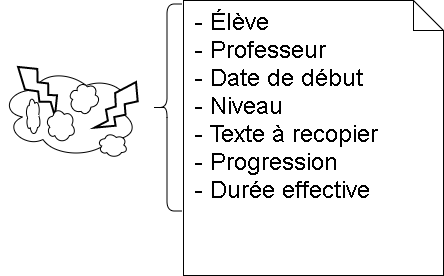 - Élève
- Professeur
- Date de début
- Niveau
- Texte à recopier
- Progression
- Durée effective